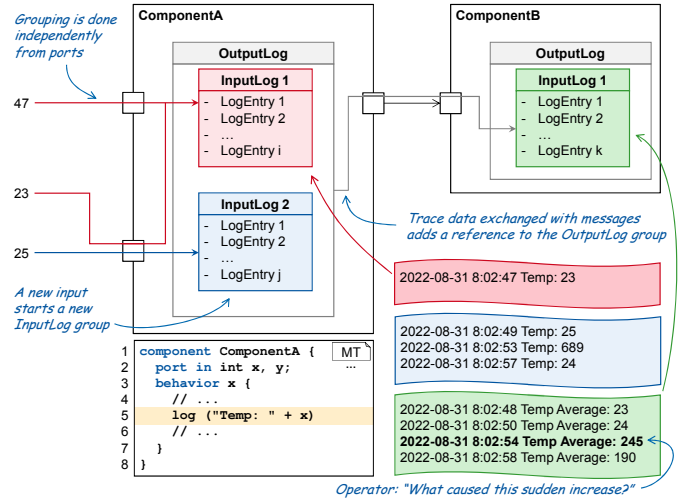 Grouping is done
independently
from ports
ComponentA
OutputLog
InputLog 1
- LogEntry 1
- LogEntry 2
- ...
- LogEntry i
47
23
25
InputLog 2
- LogEntry 1
- LogEntry 2
- ...
- LogEntry j
A new input
starts a new
InputLog group
ComponentB
OutputLog
InputLog 1
- LogEntry 1
- LogEntry 2
- ...
- LogEntry k
Trace data exchanged with messages
adds a reference to the OutputLog group
2022-08-31 8:02:47 Temp: 23
2022-08-31 8:02:49 Temp: 25
2022-08-31 8:02:53 Temp: 689
2022-08-31 8:02:57 Temp: 24
2022-08-31 8:02:48 Temp Average: 23
2022-08-31 8:02:50 Temp Average: 24
2022-08-31 8:02:54 Temp Average: 245
2022-08-31 8:02:58 Temp Average: 190
Operator: "What caused this sudden increase?"
MT
...
1 component ComponentA {
2 port in int x, y;
3 behavior x {
4 // ...
5 log ("Temp: " + x)
6 // ...
7 }
8 }